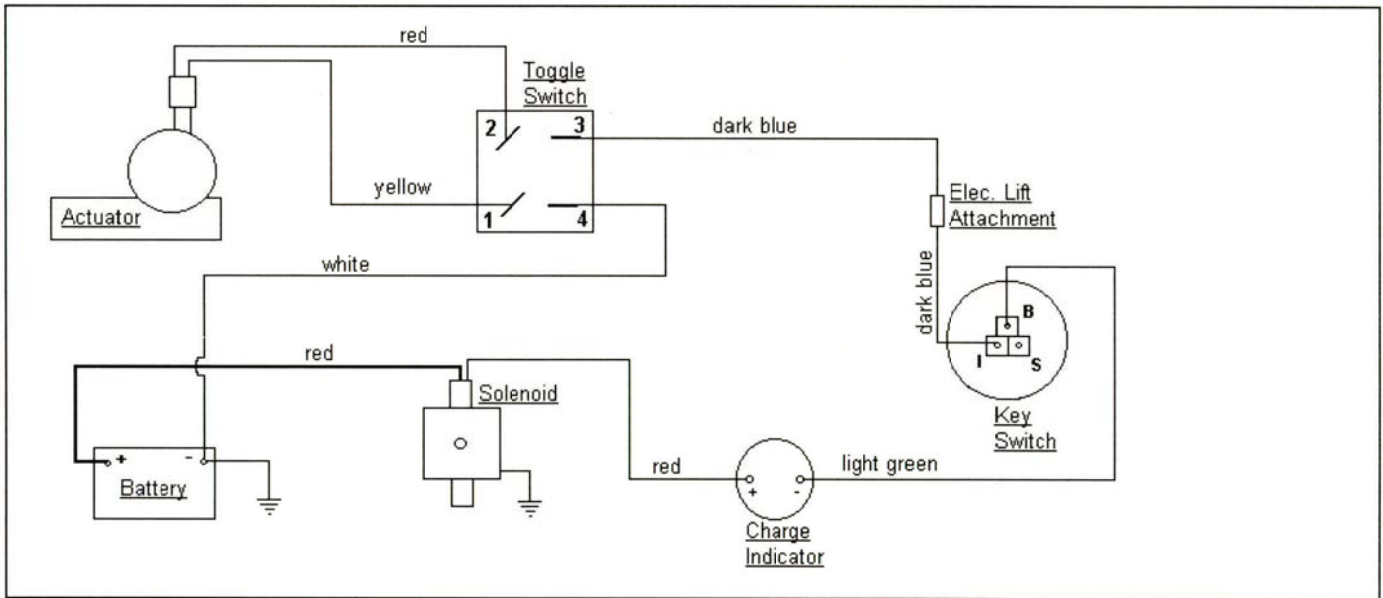 red
Toggle
Switch
2
3
dark blue
yellow
1
4
Actuator
Elec. Lift
Attachment
white
dark blue
B
I
S
Key
Switch
red
Solenoid
+
-
Battery
red
light green
+
-
Charge
Indicator